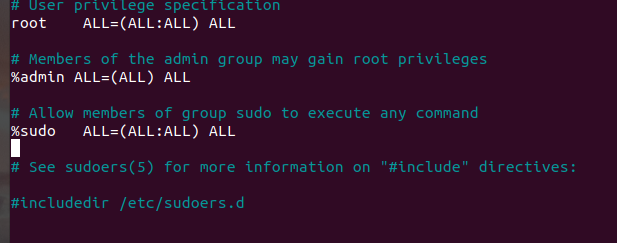 # User privilege specification
root    ALL=(ALL:ALL) ALL
# Members of the admin group may gain root privileges
%admin ALL=(ALL) ALL
# Allow members of group sudo to execute any command
%sudo   ALL=(ALL:ALL) ALL
# See sudoers(5) for more information on "#include" directives:
#includedir /etc/sudoers.d